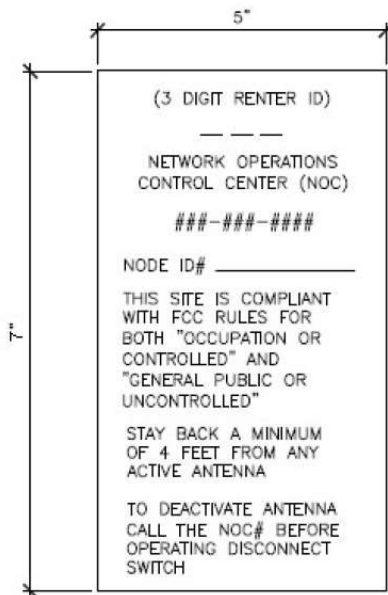 5"
7"
(3 DIGIT RENTER ID)
_ _ _
NETWORK OPERATIONS
CONTROL CENTER (NOC)
###-###-####
NODE ID# ____________
THIS SITE IS COMPLIANT
WITH FCC RULES FOR
BOTH "OCCUPATION OR
CONTROLLED" AND
"GENERAL PUBLIC OR
UNCONTROLLED"
STAY BACK A MINIMUM
OF 4 FEET FROM ANY
ACTIVE ANTENNA
TO DEACTIVATE ANTENNA
CALL THE NOC# BEFORE
OPERATING DISCONNECT
SWITCH